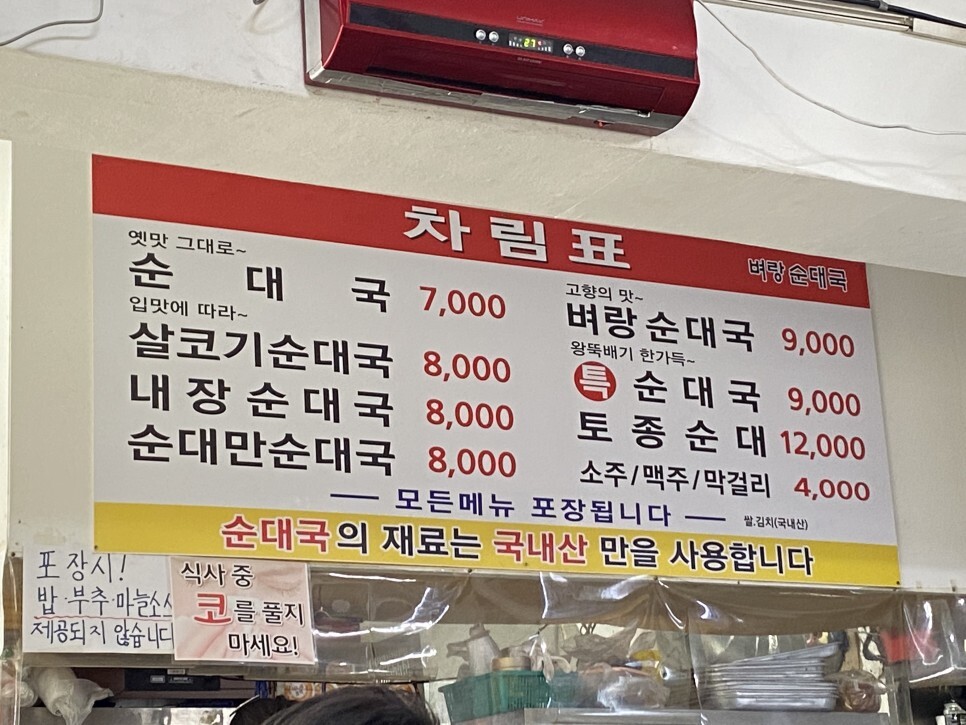 27
차림표
벼랑 순대국
옛맛 그대로~
순 대 국 7,000
입맛에 따라~
살코기순대국 8,000
내 장 순 대 국 8,000
순대만순대국 8,000
고향의 맛~
벼랑 순대국 9,000
왕뚝배기 한가득~
특 순 대 국 9,000
토 종 순 대 12,000
소주/맥주/막걸리 4,000
모든메뉴 포장됩니다
쌀.김치(국내산)
순대국의 재료는 국내산 만을 사용합니다
포장시!
밥·부추·마늘소스
제공되지 않습니다
식사 중
코를 풀지
마세요!